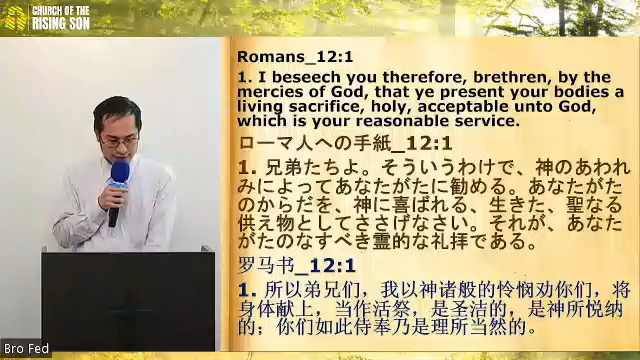 CHURCH OF THE
RISING SON
Romans_12:1
1. I beseech you therefore, brethren, by the
mercies of God, that ye present your bodies a
living sacrifice, holy, acceptable unto God,
which is your reasonable service.
ローマ人への手紙_12:1
1. 兄弟たちよ。そういうわけで、神のあわれ
みによってあなたがたに勧める。あなたがた
のからだを、神に喜ばれる、生きた、聖なる
供え物としてささげなさい。それが、あなた
がたのなすべき霊的な礼拝である。
罗马书_12:1
1. 所以弟兄们，我以神诸般的怜悯劝你们，将
身体献上，当作活祭，是圣洁的，是神所悦纳
的；你们如此侍奉乃是理所当然的。
Bro Fed